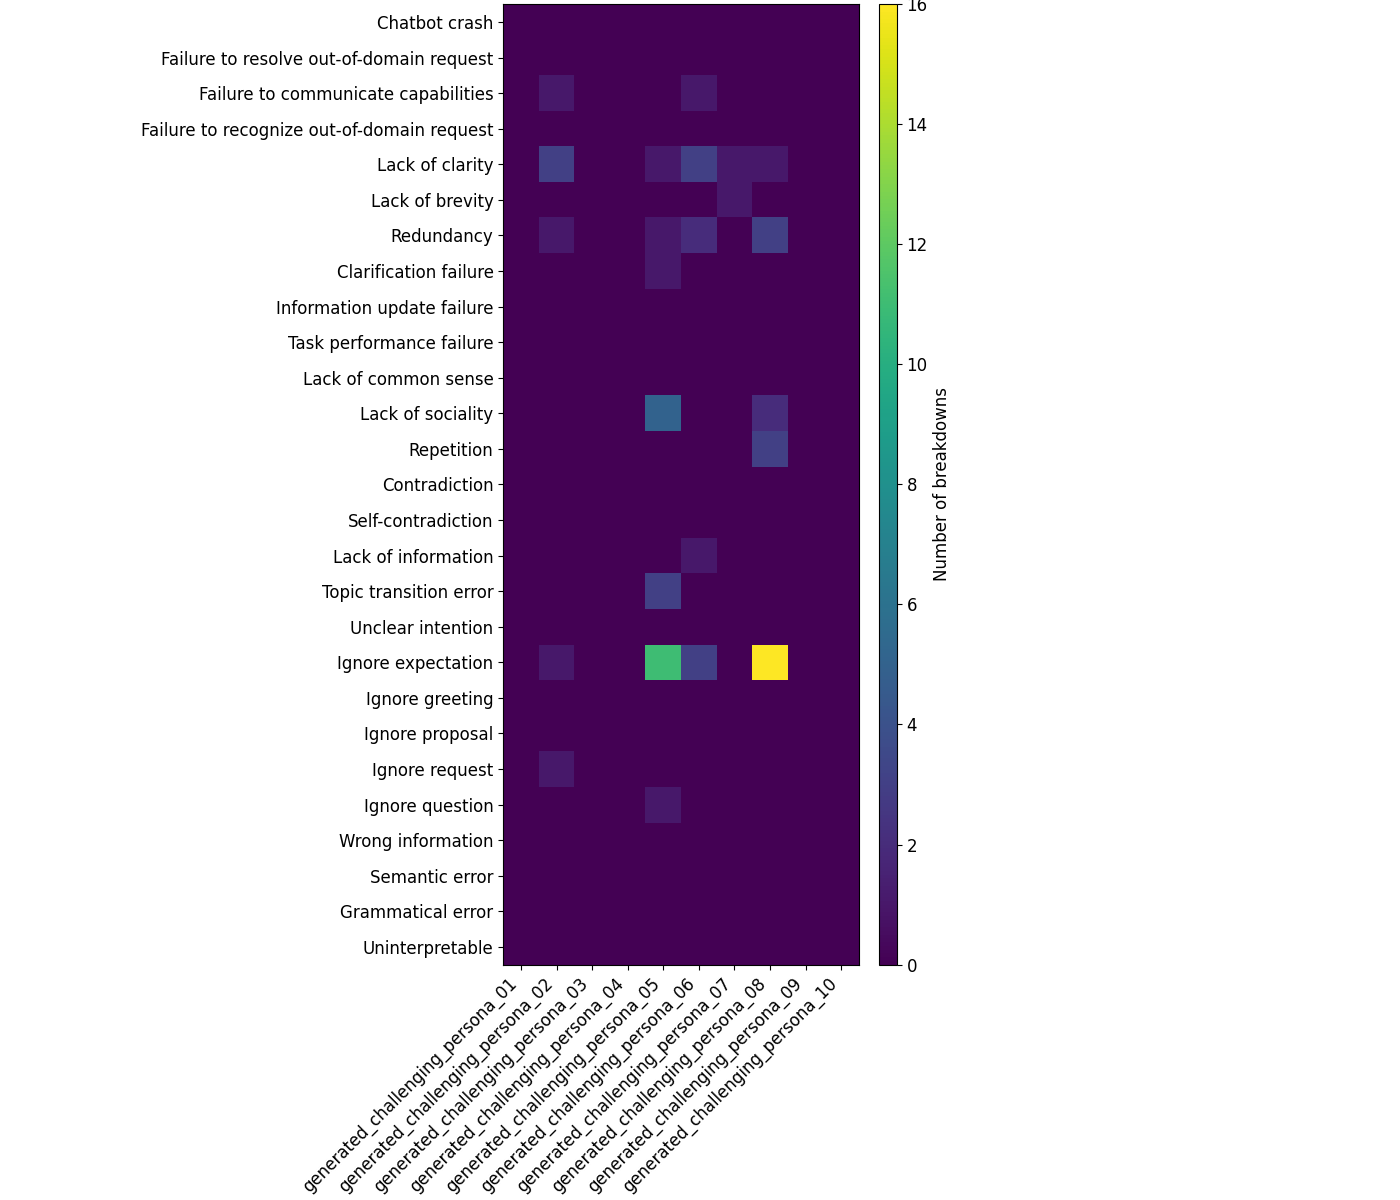 Chatbot crash
Failure to resolve out-of-domain request
Failure to communicate capabilities
Failure to recognize out-of-domain request
Lack of clarity
Lack of brevity
Redundancy
Clarification failure
Information update failure
Task performance failure
Lack of common sense
Lack of sociality
Repetition
Contradiction
Self-contradiction
Lack of information
Topic transition error
Unclear intention
Ignore expectation
Ignore greeting
Ignore proposal
Ignore request
Ignore question
Wrong information
Semantic error
Grammatical error
Uninterpretable
generated_challenging_persona_01
generated_challenging_persona_02
generated_challenging_persona_03
generated_challenging_persona_04
generated_challenging_persona_05
generated_challenging_persona_06
generated_challenging_persona_07
generated_challenging_persona_08
generated_challenging_persona_09
generated_challenging_persona_10
16
14
12
10
8
6
4
2
0
Number of breakdowns